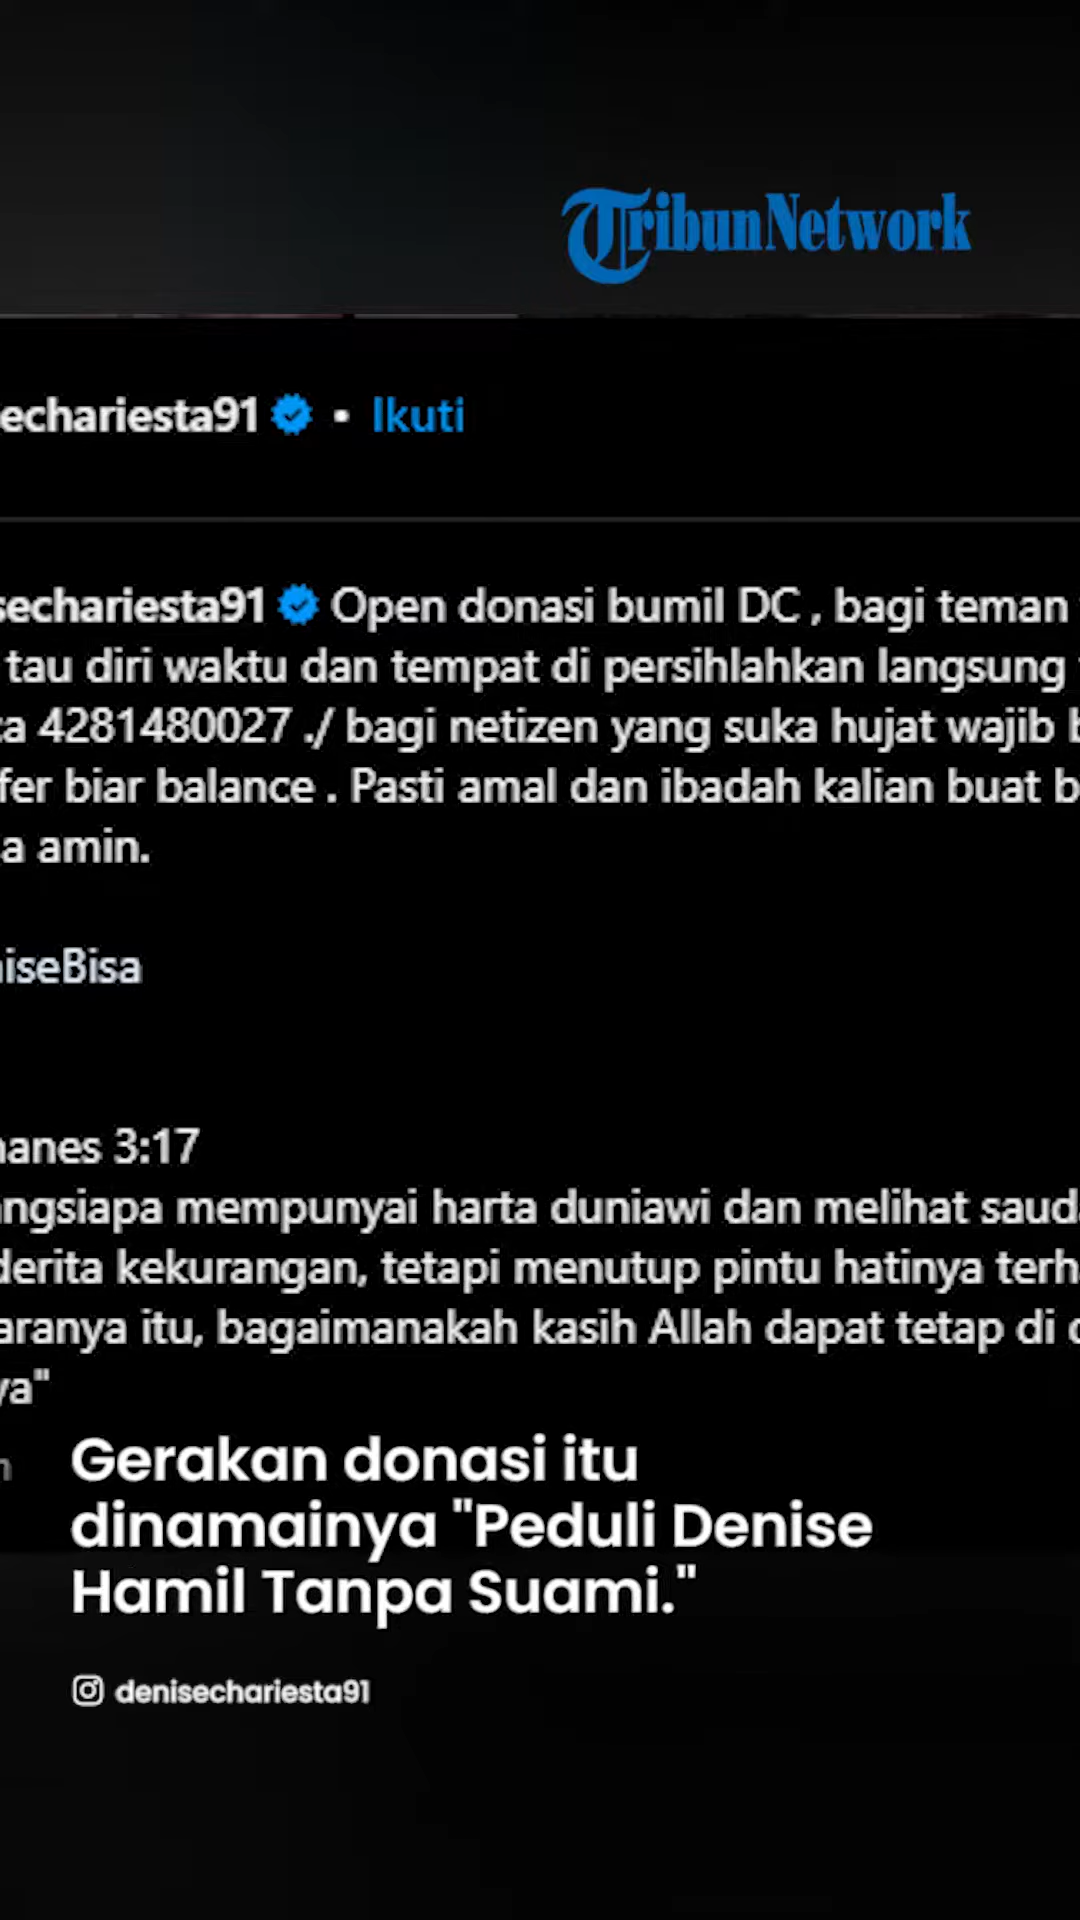 TribunNetwork
echariesta91 • Ikuti
sechariesta91 Open donasi bumil DC , bagi teman
tau diri waktu dan tempat di persihlahkan langsung
ca 4281480027 ./ bagi netizen yang suka hujat wajib b
fer biar balance . Pasti amal dan ibadah kalian buat b
a amin.
iseBisa
anes 3:17
ngsiapa mempunyai harta duniawi dan melihat sauda
derita kekurangan, tetapi menutup pintu hatinya terha
aranya itu, bagaimanakah kasih Allah dapat tetap di d
ya"
Gerakan donasi itu
dinamainya "Peduli Denise
Hamil Tanpa Suami."
denisechariesta91